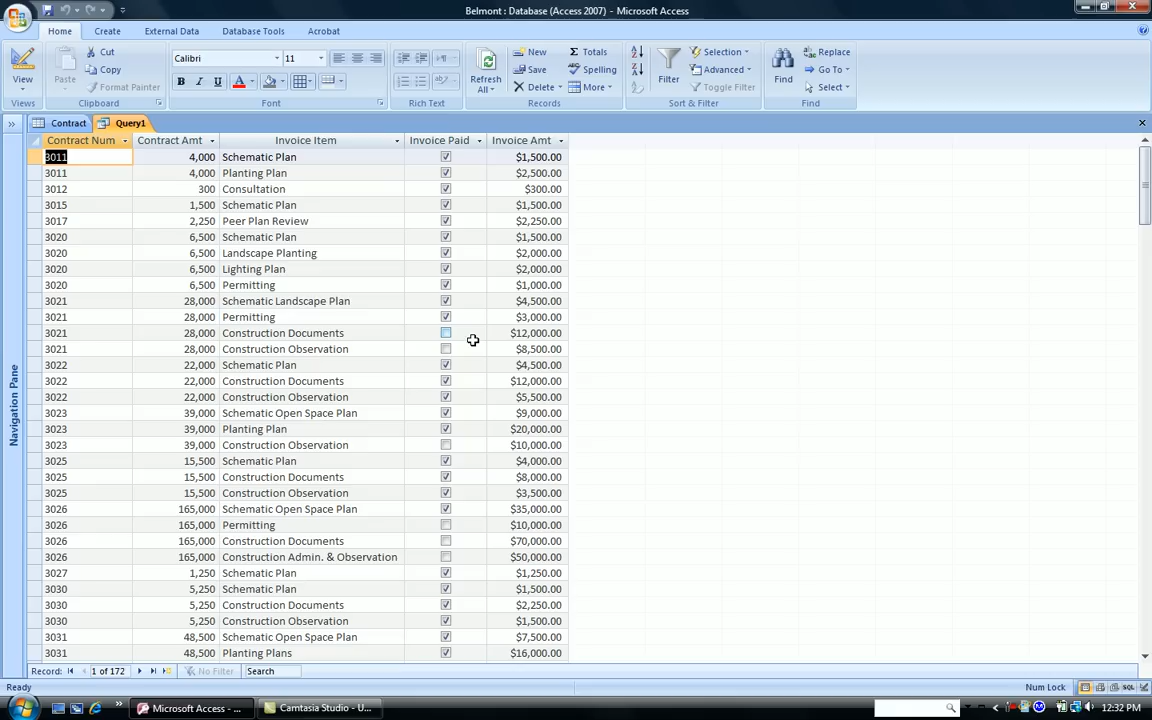 Belmont : Database (Access 2007) - Microsoft Access
Home Create External Data Database Tools Acrobat
View
Views
Paste
Cut
Copy
Format Painter
Clipboard
Calibri 11
B I U A
Font
Rich Text
Refresh All
New
Save
Delete
Totals
Spelling
More
Records
Filter
Selection
Advanced
Toggle Filter
Sort & Filter
Find
Replace
Go To
Select
Find
Contract Query1
Navigation Pane
Contract Num Contract Amt Invoice Item Invoice Paid Invoice Amt
3011 4,000 Schematic Plan $1,500.00
3011 4,000 Planting Plan $2,500.00
3012 300 Consultation $300.00
3015 1,500 Schematic Plan $1,500.00
3017 2,250 Peer Plan Review $2,250.00
3020 6,500 Schematic Plan $1,500.00
3020 6,500 Landscape Planting $2,000.00
3020 6,500 Lighting Plan $2,000.00
3020 6,500 Permitting $1,000.00
3021 28,000 Schematic Landscape Plan $4,500.00
3021 28,000 Permitting $3,000.00
3021 28,000 Construction Documents $12,000.00
3021 28,000 Construction Observation $8,500.00
3022 22,000 Schematic Plan $4,500.00
3022 22,000 Construction Documents $12,000.00
3022 22,000 Construction Observation $5,500.00
3023 39,000 Schematic Open Space Plan $9,000.00
3023 39,000 Planting Plan $20,000.00
3023 39,000 Construction Observation $10,000.00
3025 15,500 Schematic Plan $4,000.00
3025 15,500 Construction Documents $8,000.00
3025 15,500 Construction Observation $3,500.00
3026 165,000 Schematic Open Space Plan $35,000.00
3026 165,000 Permitting $10,000.00
3026 165,000 Construction Documents $70,000.00
3026 165,000 Construction Admin. & Observation $50,000.00
3027 1,250 Schematic Plan $1,250.00
3030 5,250 Schematic Plan $1,500.00
3030 5,250 Construction Documents $2,250.00
3030 5,250 Construction Observation $1,500.00
3031 48,500 Schematic Open Space Plan $7,500.00
3031 48,500 Planting Plans $16,000.00
Record: 1 of 172 No Filter Search
Ready Num Lock SQL
Microsoft Access - ... Camtasia Studio - U... 12:32 PM